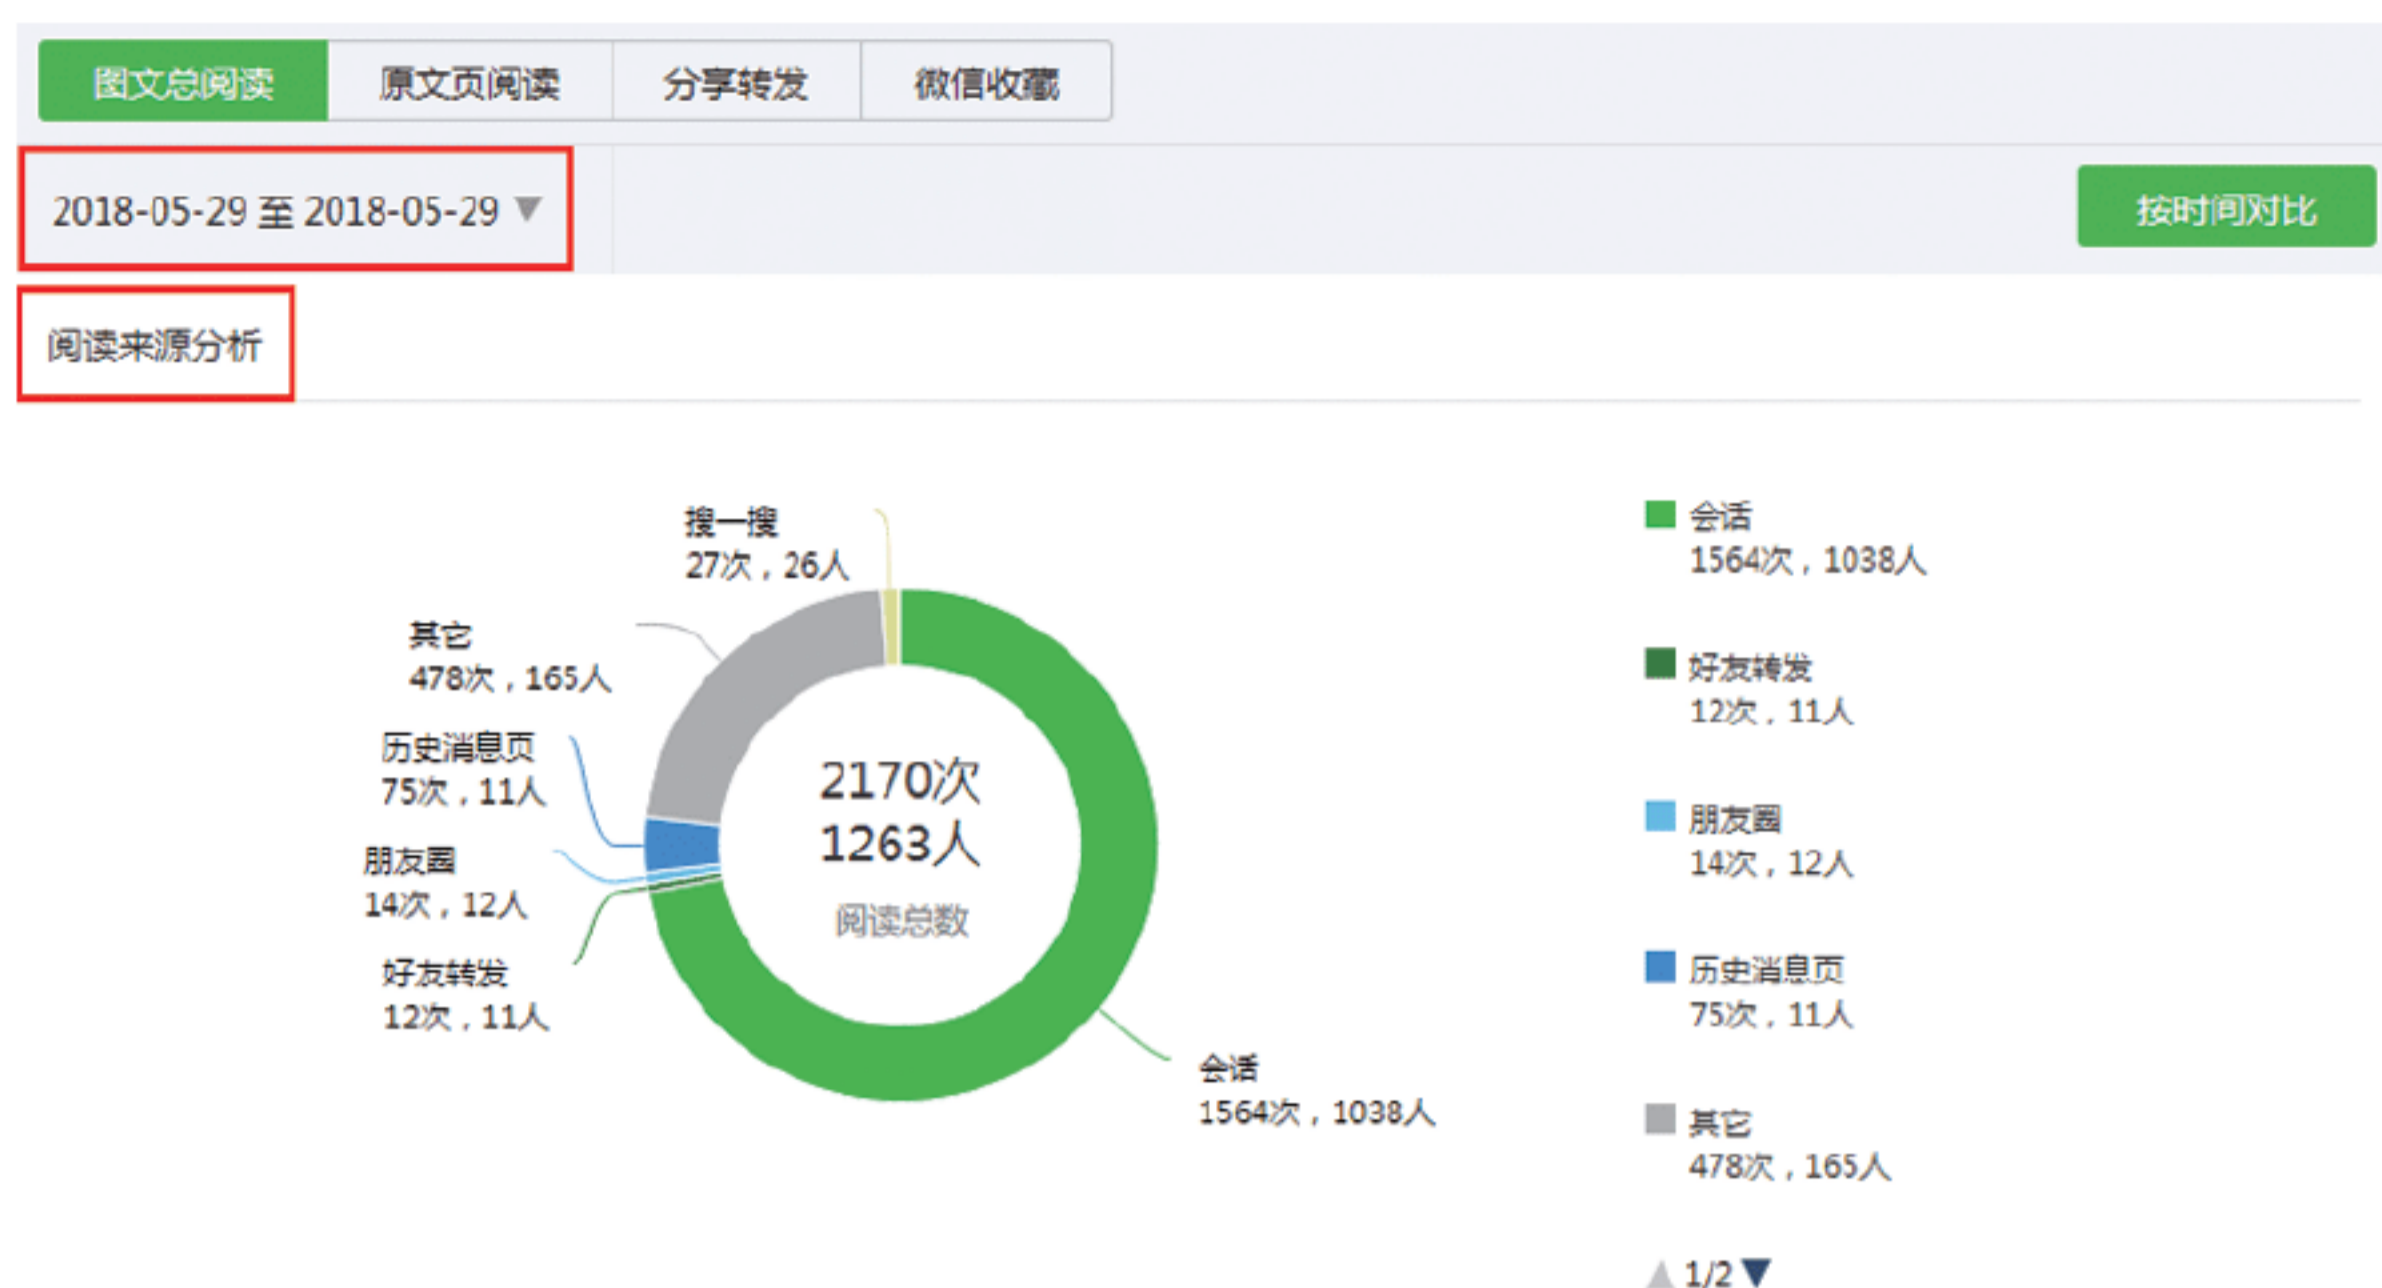 图文总阅读 原文页阅读 分享转发 微信收藏
2018-05-29 至 2018-05-29
按时间对比
阅读来源分析
搜一搜
27次，26人
其它
478次，165人
历史消息页
75次，11人
朋友圈
14次，12人
好友转发
12次，11人
2170次
1263人
阅读总数
会话
1564次，1038人
会话
1564次，1038人
好友转发
12次，11人
朋友圈
14次，12人
历史消息页
75次，11人
其它
478次，165人
1/2